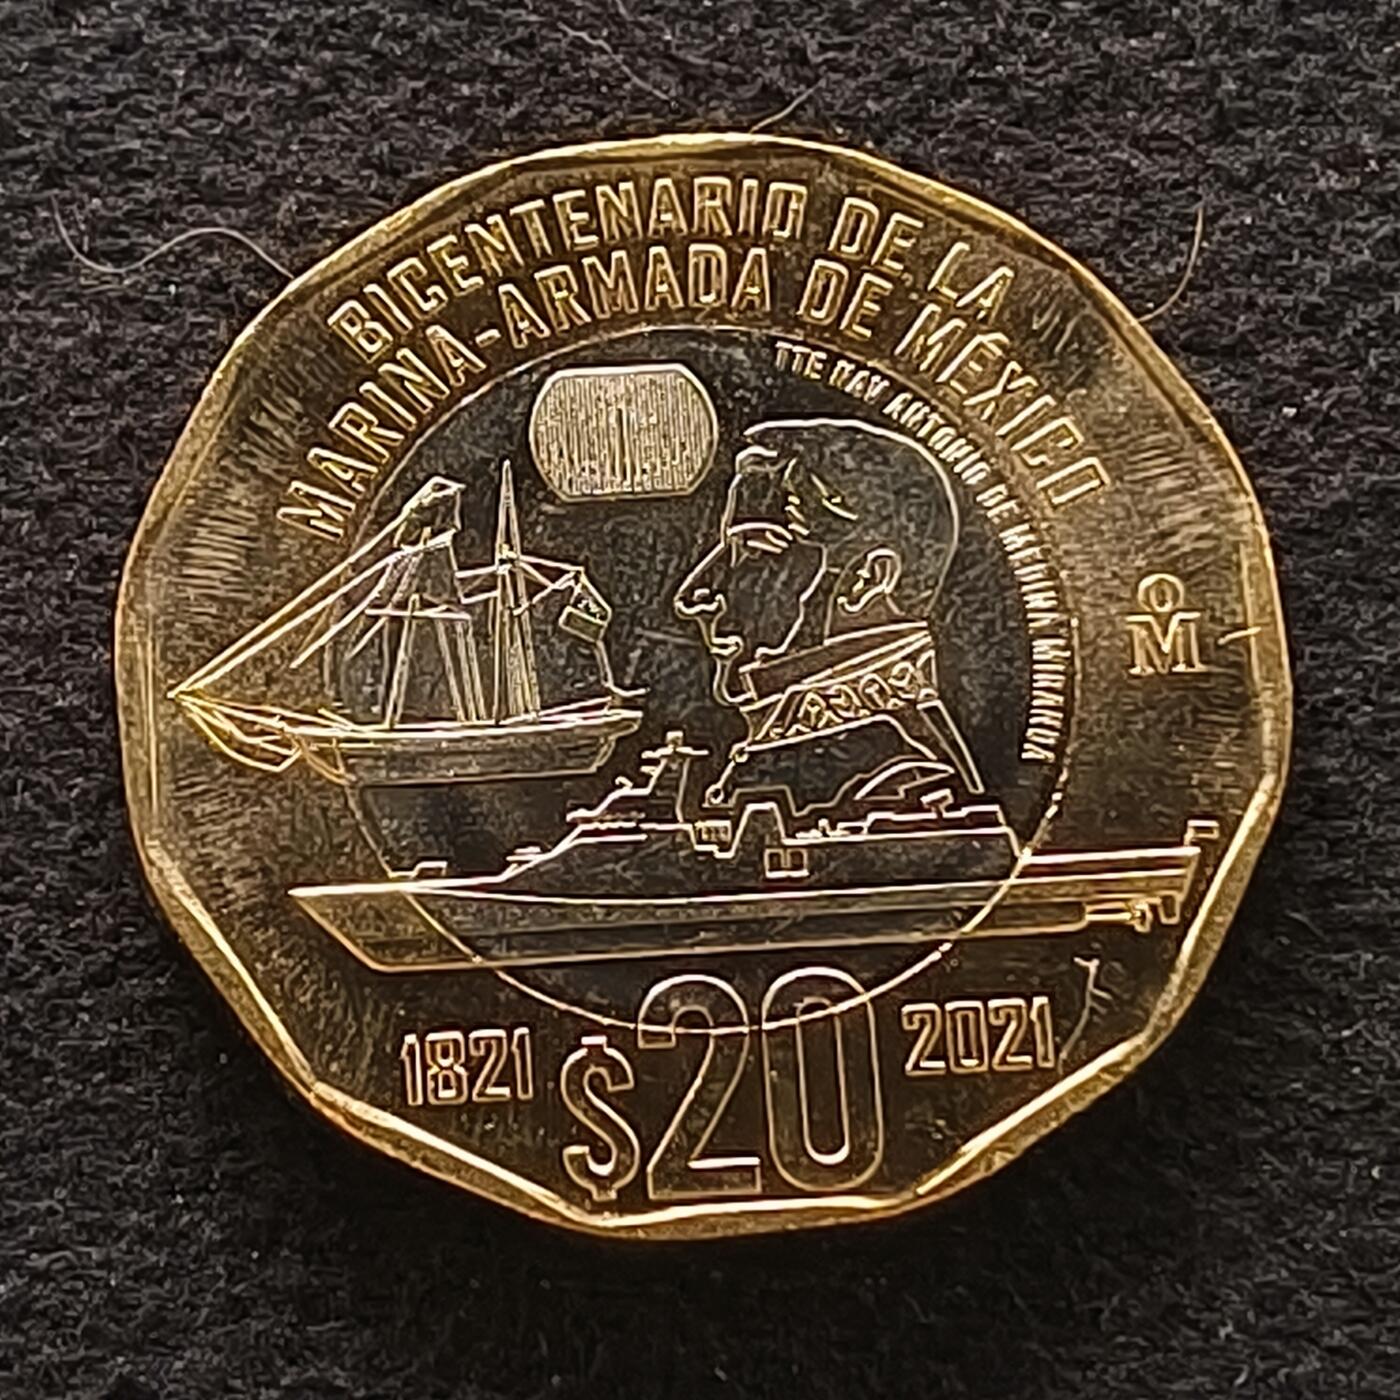 BICENTENARIO DE LA
MARINA-ARMADA DE MÉXICO
TTE NAV ANTONIO DE MEDINA MIRANDA
M
1821 $20 2021